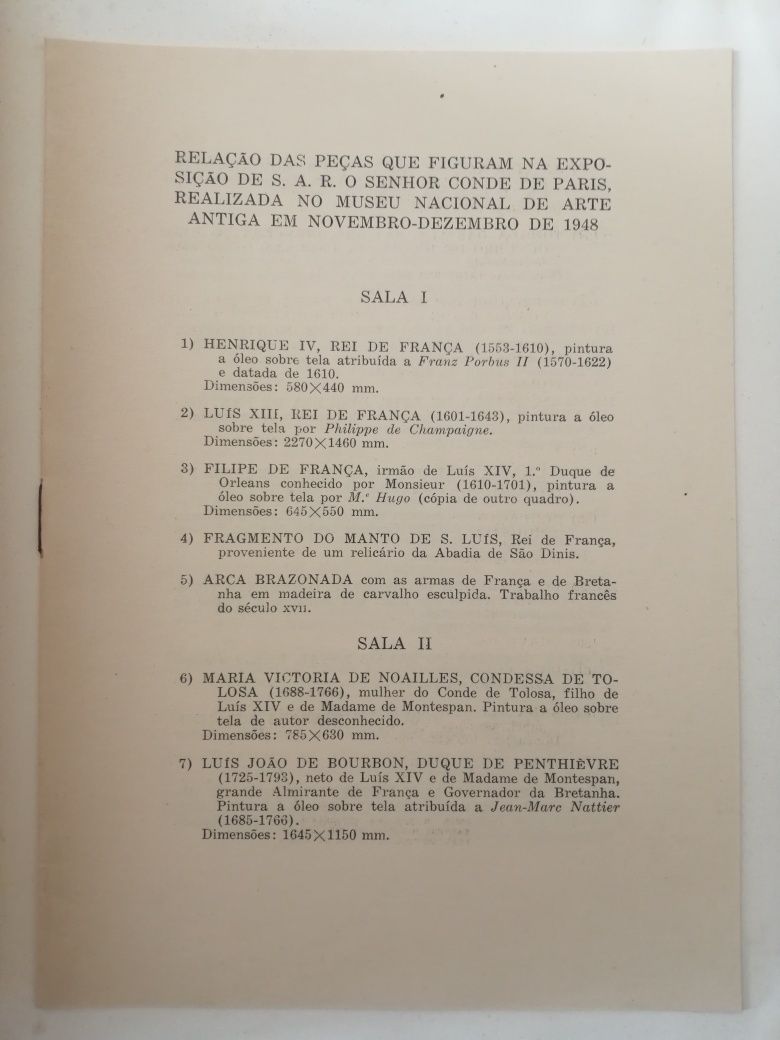 RELAÇÃO DAS PEÇAS QUE FIGURAM NA EXPO-
SIÇÃO DE S. A. R. O SENHOR CONDE DE PARIS,
REALIZADA NO MUSEU NACIONAL DE ARTE
ANTIGA EM NOVEMBRO-DEZEMBRO DE 1948
SALA I
1) HENRIQUE IV, REI DE FRANÇA (1553-1610), pintura
a óleo sobre tela atribuída a Franz Porbus II (1570-1622)
e datada de 1610.
Dimensões: 580×440 mm.
2) LUÍS XIII, REI DE FRANÇA (1601-1643), pintura a óleo
sobre tela por Philippe de Champaigne.
Dimensões: 2270×1460 mm.
3) FILIPE DE FRANÇA, irmão de Luís XIV, 1.º Duque de
Orleans conhecido por Monsieur (1610-1701), pintura a
óleo sobre tela por M.e Hugo (cópia de outro quadro).
Dimensões: 645×550 mm.
4) FRAGMENTO DO MANTO DE S. LUÍS, Rei de França,
proveniente de um relicário da Abadia de São Dinis.
5) ARCA BRAZONADA com as armas de França e de Breta-
nha em madeira de carvalho esculpida. Trabalho francês
do século XVII.
SALA II
6) MARIA VICTORIA DE NOAILLES, CONDESSA DE TO-
LOSA (1688-1766), mulher do Conde de Tolosa, filho de
Luís XIV e de Madame de Montespan. Pintura a óleo sobre
tela de autor desconhecido.
Dimensões: 785×630 mm.
7) LUÍS JOÃO DE BOURBON, DUQUE DE PENTHIÈVRE
(1725-1793), neto de Luís XIV e de Madame de Montespan,
grande Almirante de França e Governador da Bretanha.
Pintura a óleo sobre tela atribuída a Jean-Marc Nattier
(1685-1766).
Dimensões: 1645×1150 mm.